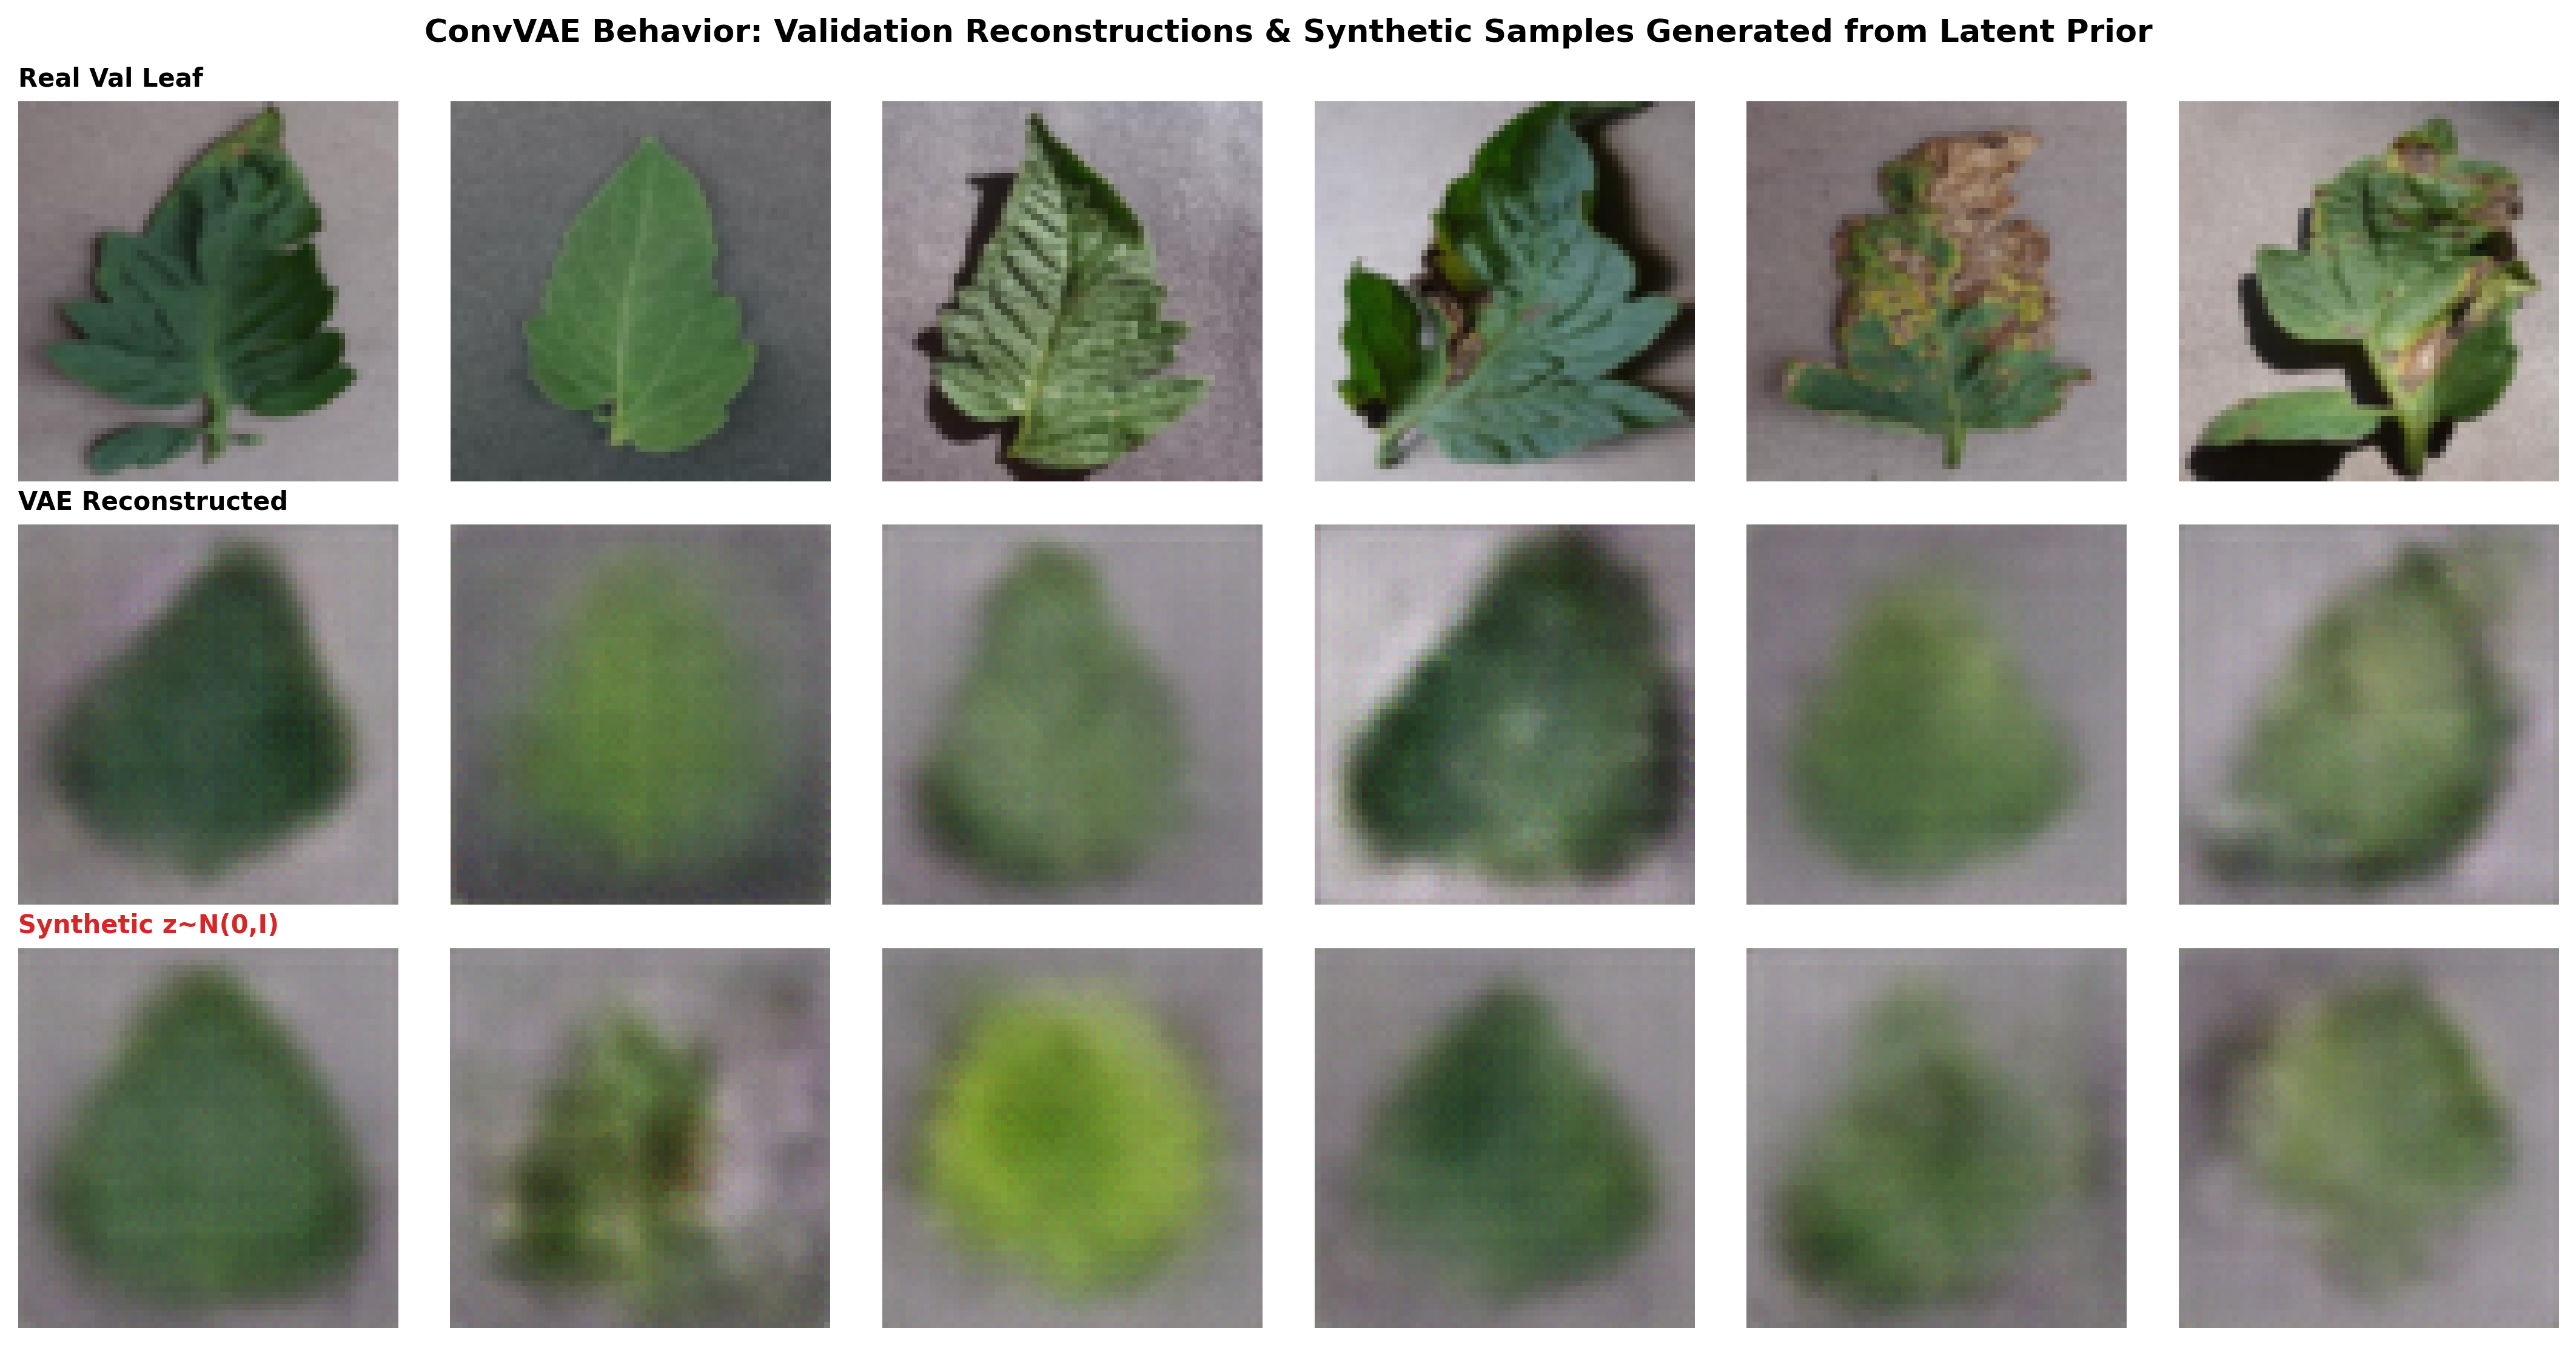 ConvVAE Behavior: Validation Reconstructions & Synthetic Samples Generated from Latent Prior
Real Val Leaf
VAE Reconstructed
Synthetic z~N(0,I)